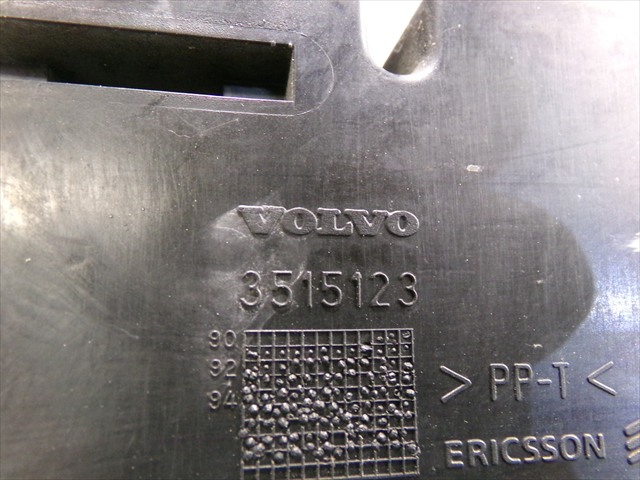 VOLVO
3515123
90
92
94
> PP-T <
ERICSSON